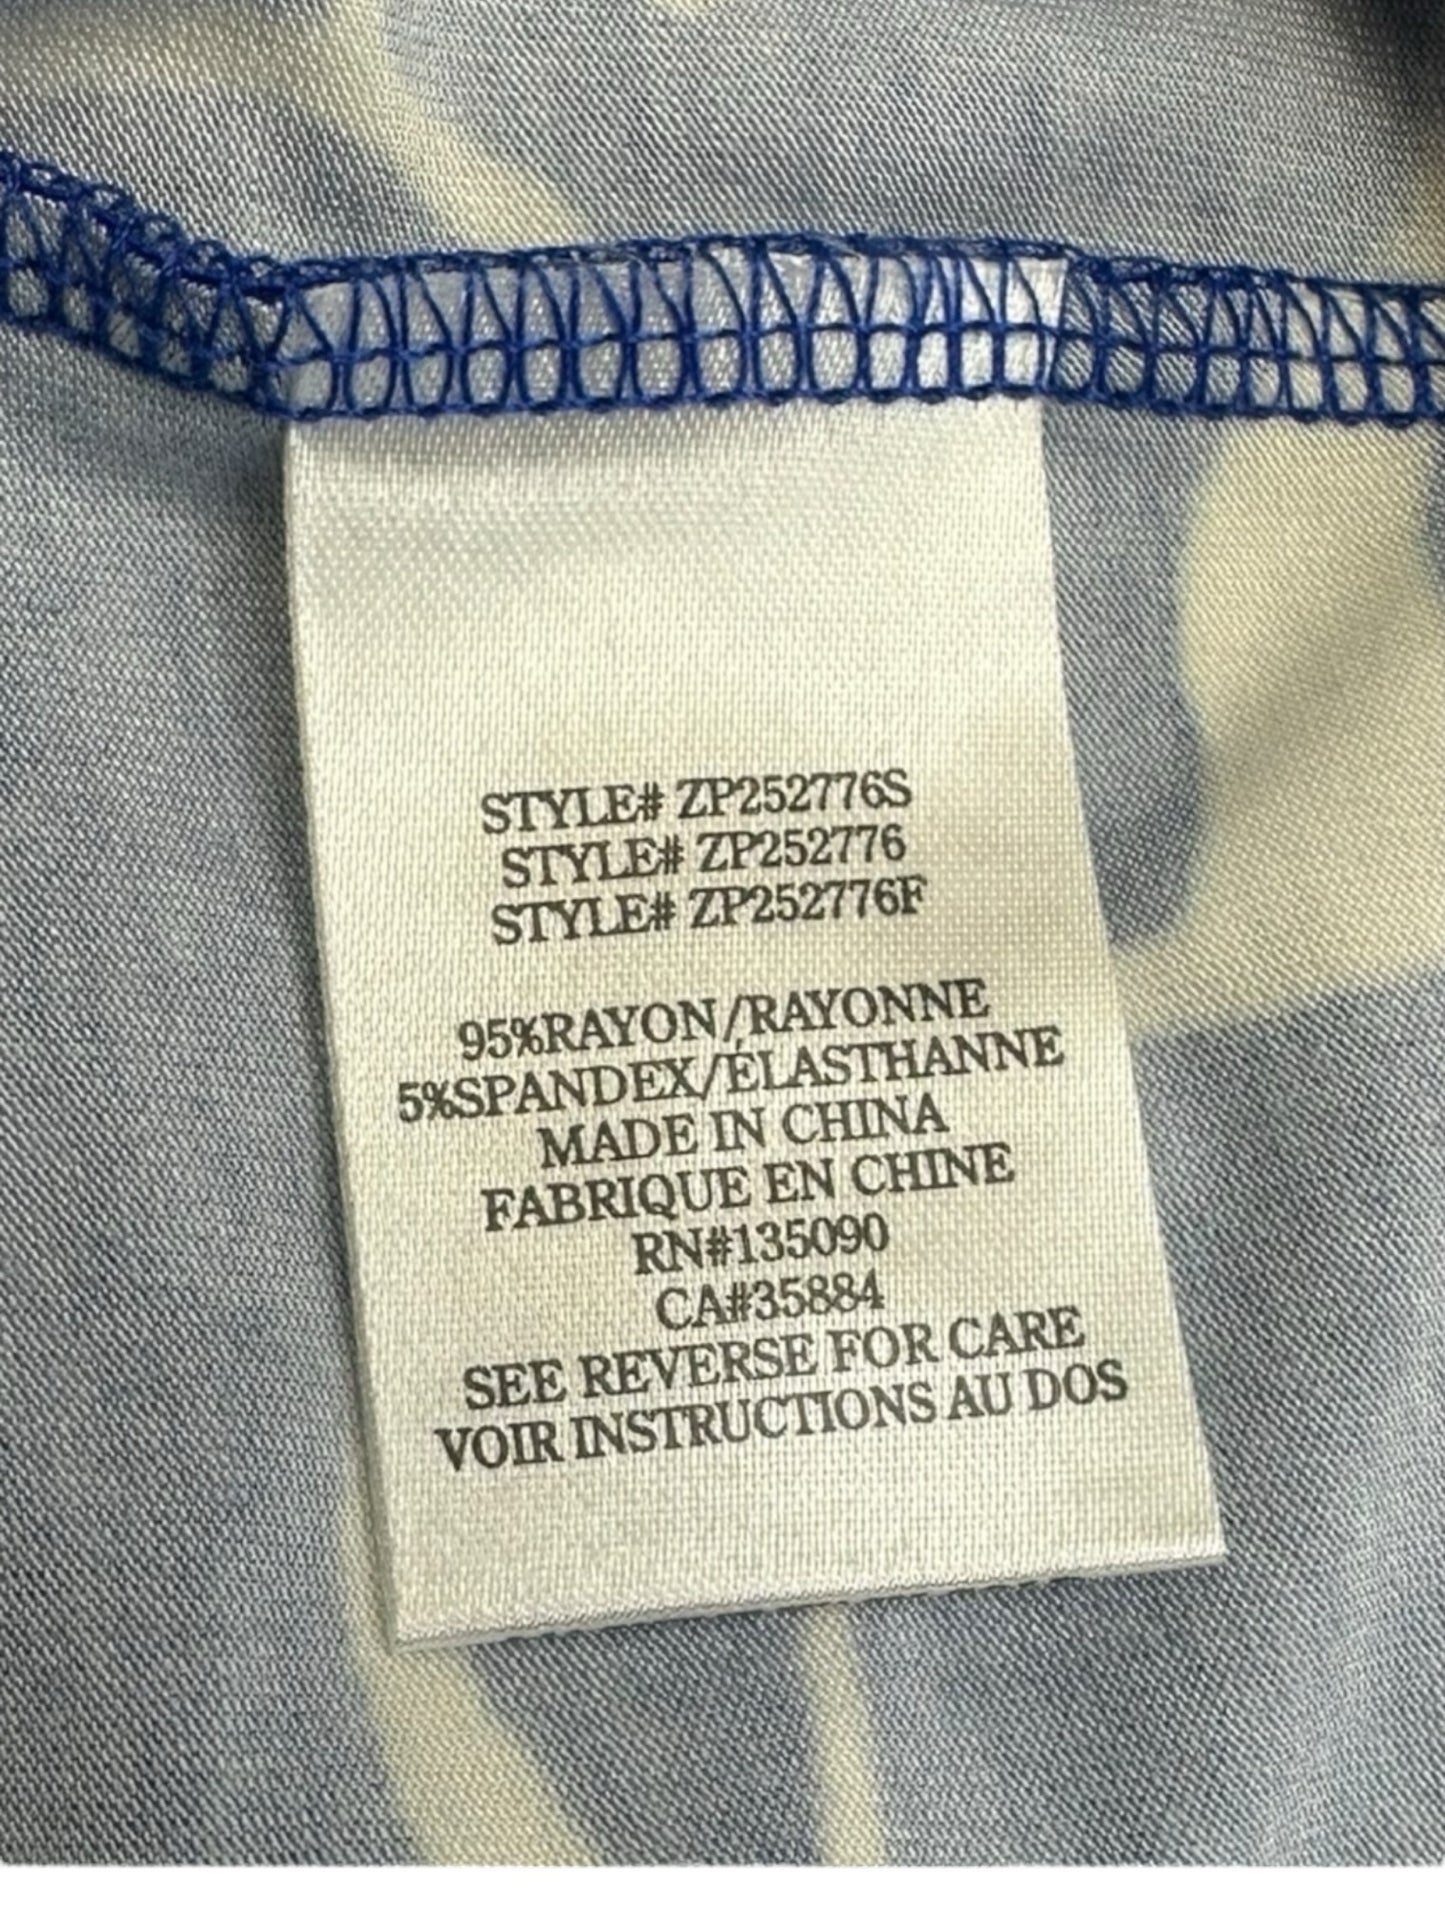 STYLE# ZP252776S
STYLE# ZP252776
STYLE# ZP252776F
95%RAYON/RAYONNE
5%SPANDEX/ÉLASTHANNE
MADE IN CHINA
FABRIQUE EN CHINE
RN#135090
CA#35884
SEE REVERSE FOR CARE
VOIR INSTRUCTIONS AU DOS